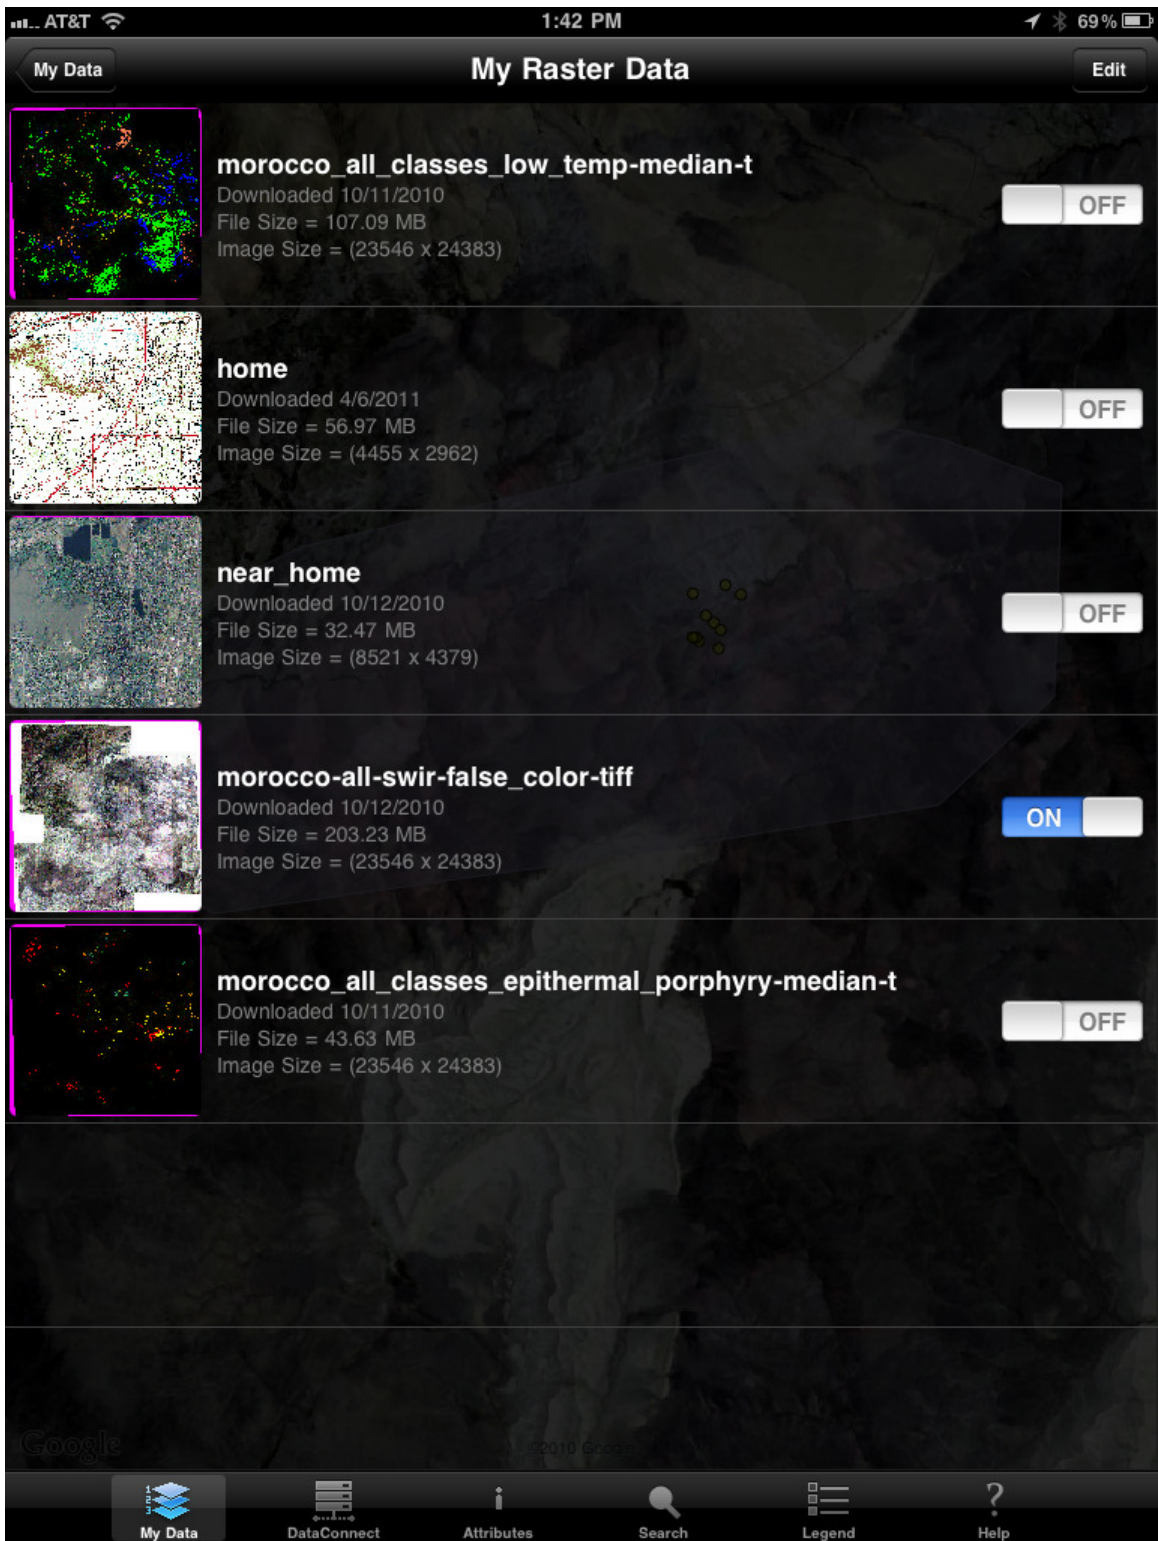 AT&T
1:42 PM
69%
My Data
My Raster Data
Edit
morocco_all_classes_low_temp-median-t
Downloaded 10/11/2010
File Size = 107.09 MB
Image Size = (23546 x 24383)
OFF
home
Downloaded 4/6/2011
File Size = 56.97 MB
Image Size = (4455 x 2962)
OFF
near_home
Downloaded 10/12/2010
File Size = 32.47 MB
Image Size = (8521 x 4379)
OFF
morocco-all-swir-false_color-tiff
Downloaded 10/12/2010
File Size = 203.23 MB
Image Size = (23546 x 24383)
ON
morocco_all_classes_epithermal_porphyry-median-t
Downloaded 10/11/2010
File Size = 43.63 MB
Image Size = (23546 x 24383)
OFF
Google
©2010 Google
1
2
3
My Data
DataConnect
Attributes
Search
Legend
Help